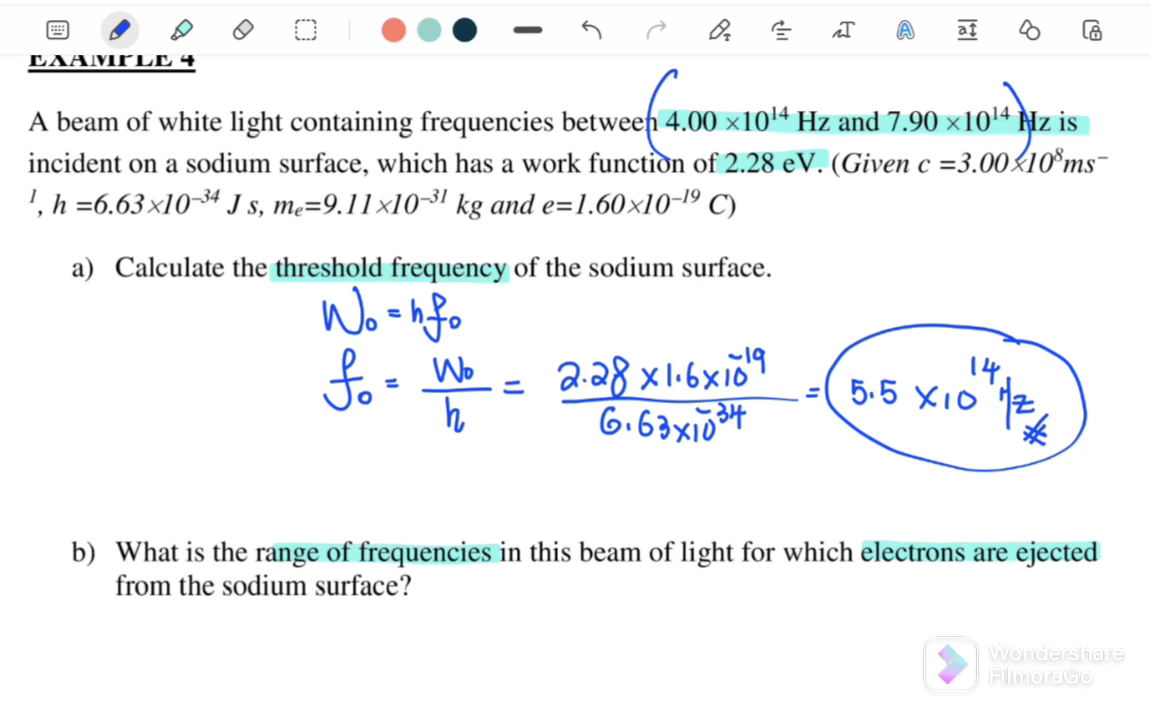 EXAMPLE 4
A beam of white light containing frequencies between 4.00 ×10¹⁴ Hz and 7.90 ×10¹⁴ Hz is
incident on a sodium surface, which has a work function of 2.28 eV. (Given c =3.00×10⁸ms⁻
¹, h =6.63×10⁻³⁴ J s, mₑ=9.11×10⁻³¹ kg and e=1.60×10⁻¹⁹ C)
a) Calculate the threshold frequency of the sodium surface.
W₀ = hf₀
f₀ = W₀/h = 2.28 × 1.6×10⁻¹⁹ / 6.63×10⁻³⁴ = 5.5 ×10¹⁴ Hz
b) What is the range of frequencies in this beam of light for which electrons are ejected
from the sodium surface?
Wondershare
FilmoraGo